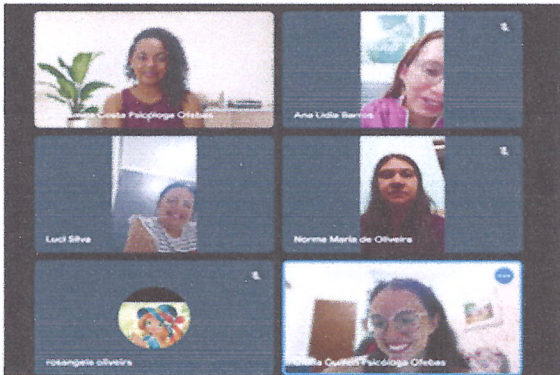 Costa Psicóloga Ofebas
Ana Lidia Barros
Luci Silva
Norma Maria de Oliveira
rosangela oliveira
Psicóloga Ofebas